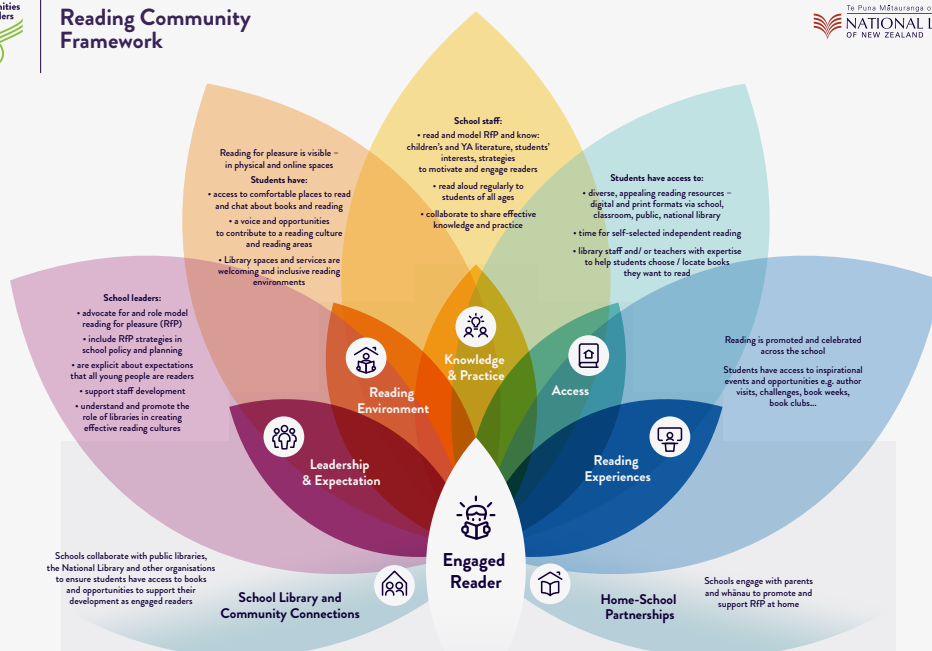 Reading Community
Framework
Te Puna Mātauranga o
NATIONAL L
OF NEW ZEALAND
School staff:
• read and model RfP and know:
children's and YA literature, students'
interests, strategies
to motivate and engage readers
• read aloud regularly to
students of all ages
• collaborate to share effective
knowledge and practice
Reading for pleasure is visible –
in physical and online spaces
Students have:
• access to comfortable places to read
and chat about books and reading
• a voice and opportunities
to contribute to a reading culture
and reading areas
• Library spaces and services are
welcoming and inclusive reading
environments
Students have access to:
• diverse, appealing reading resources –
digital and print formats via school,
classroom, public, national library
• time for self-selected independent reading
• library staff and/ or teachers with expertise
to help students choose / locate books
they want to read
School leaders:
• advocate for and role model
reading for pleasure (RfP)
• include RfP strategies in
school policy and planning
• are explicit about expectations
that all young people are readers
• support staff development
• understand and promote the
role of libraries in creating
effective reading cultures
Reading is promoted and celebrated
across the school
Students have access to inspirational
events and opportunities e.g. author
visits, challenges, book weeks,
book clubs...
Knowledge
& Practice
Reading
Environment
Access
Leadership
& Expectation
Reading
Experiences
Engaged
Reader
Schools collaborate with public libraries,
the National Library and other organisations
to ensure students have access to books
and opportunities to support their
development as engaged readers
School Library and
Community Connections
Home-School
Partnerships
Schools engage with parents
and whānau to promote and
support RfP at home